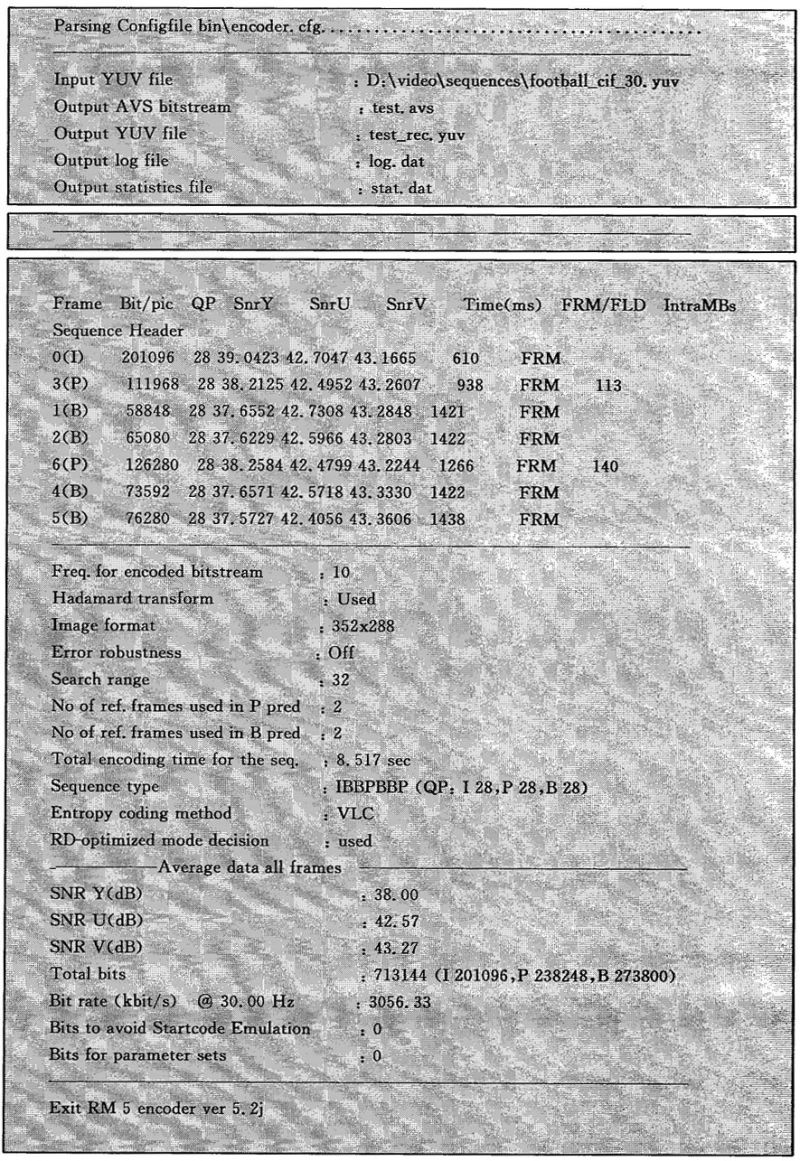 Parsing Configfile bin\encoder. cfg. . . . . . . . . . . . . . . . . . . . . . . . . . . . . . . . . . . . . . . . . . . . .
Input YUV file : D:\video\sequences\football_cif_30. yuv
Output AVS bitstream : test. avs
Output YUV file : test_rec. yuv
Output log file : log. dat
Output statistics file : stat. dat
Frame Bit/pic QP SnrY SnrU SnrV Time(ms) FRM/FLD IntraMBs
Sequence Header
0(I) 201096 28 39. 0423 42. 7047 43. 1665 610 FRM
3(P) 111968 28 38. 2125 42. 4952 43. 2607 938 FRM 113
1(B) 58848 28 37. 6552 42. 7308 43. 2848 1421 FRM
2(B) 65080 28 37. 6229 42. 5966 43. 2803 1422 FRM
6(P) 126280 28 38. 2584 42. 4799 43. 2244 1266 FRM 140
4(B) 73592 28 37. 6571 42. 5718 43. 3330 1422 FRM
5(B) 76280 28 37. 5727 42. 4056 43. 3606 1438 FRM
Freq. for encoded bitstream : 10
Hadamard transform : Used
Image format : 352x288
Error robustness : Off
Search range : 32
No of ref. frames used in P pred : 2
No of ref. frames used in B pred : 2
Total encoding time for the seq. : 8. 517 sec
Sequence type : IBBPBBP (QP: I 28,P 28,B 28)
Entropy coding method : VLC
RD-optimized mode decision : used
Average data all frames
SNR Y(dB) : 38. 00
SNR U(dB) : 42. 57
SNR V(dB) : 43. 27
Total bits : 713144 (I 201096,P 238248,B 273800)
Bit rate (kbit/s) @ 30. 00 Hz : 3056. 33
Bits to avoid Startcode Emulation : 0
Bits for parameter sets : 0
Exit RM 5 encoder ver 5. 2j